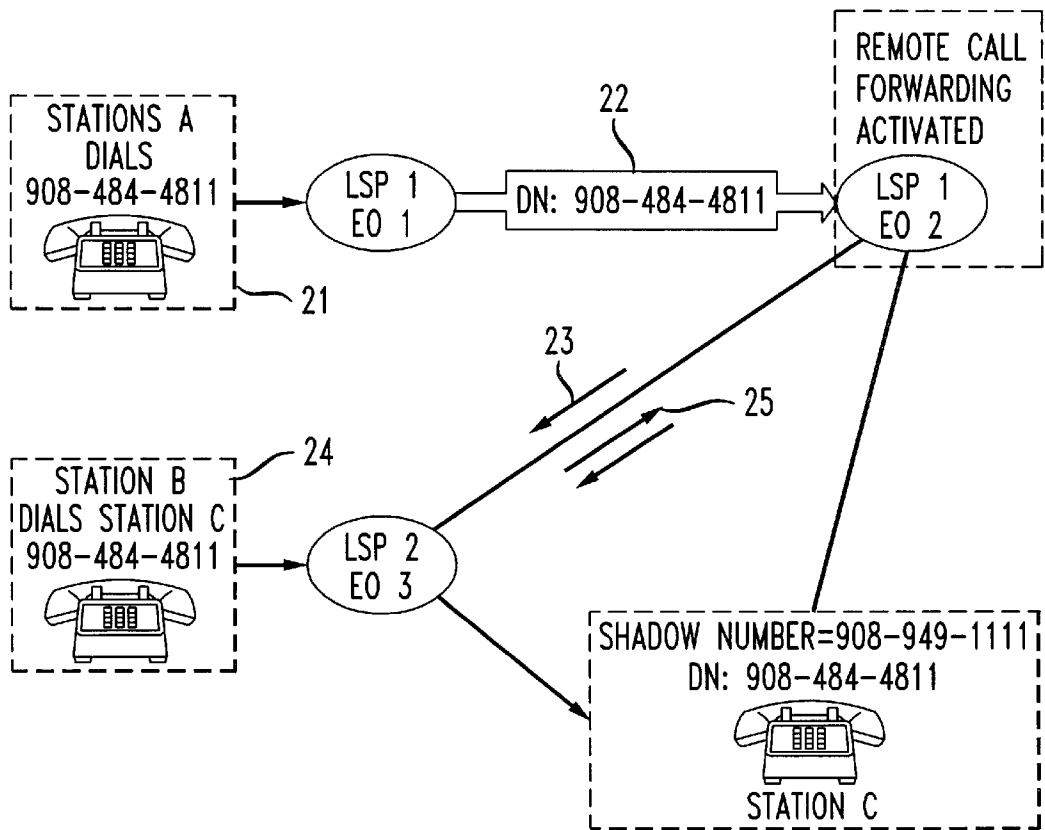 STATIONS A
DIALS
908-484-4811
21
LSP 1
EO 1
22
DN: 908-484-4811
REMOTE CALL
FORWARDING
ACTIVATED
LSP 1
EO 2
23
25
24
STATION B
DIALS STATION C
908-484-4811
LSP 2
EO 3
SHADOW NUMBER=908-949-1111
DN: 908-484-4811
STATION C